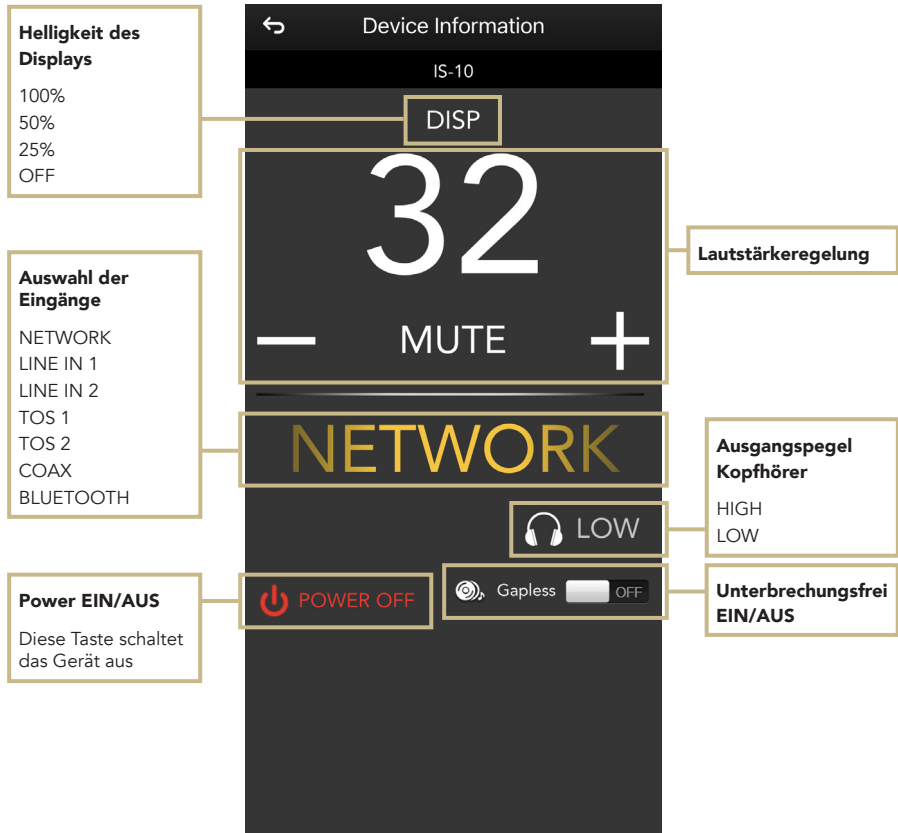 Helligkeit des
Displays
100%
50%
25%
OFF
Auswahl der
Eingänge
NETWORK
LINE IN 1
LINE IN 2
TOS 1
TOS 2
COAX
BLUETOOTH
Power EIN/AUS
Diese Taste schaltet
das Gerät aus
Device Information
IS-10
DISP
32
MUTE
NETWORK
LOW
POWER OFF
Gapless OFF
Lautstärkeregelung
Ausgangspegel
Kopfhörer
HIGH
LOW
Unterbrechungsfrei
EIN/AUS